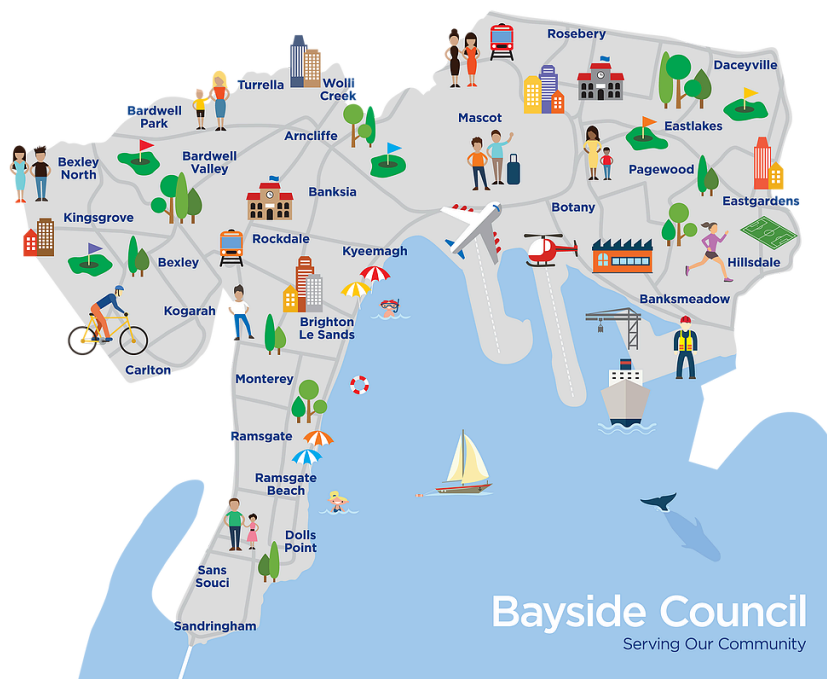 Rosebery
Daceyville
Turrella
Wolli
Creek
Bardwell
Park
Mascot
Eastlakes
Arncliffe
Bexley
North
Bardwell
Valley
Pagewood
Banksia
Eastgardens
Kingsgrove
Botany
Rockdale
Kyeemagh
Bexley
Hillsdale
Kogarah
Banksmeadow
Brighton
Le Sands
Carlton
Monterey
Ramsgate
Ramsgate
Beach
Dolls
Point
Sans
Souci
Sandringham
Bayside Council
Serving Our Community